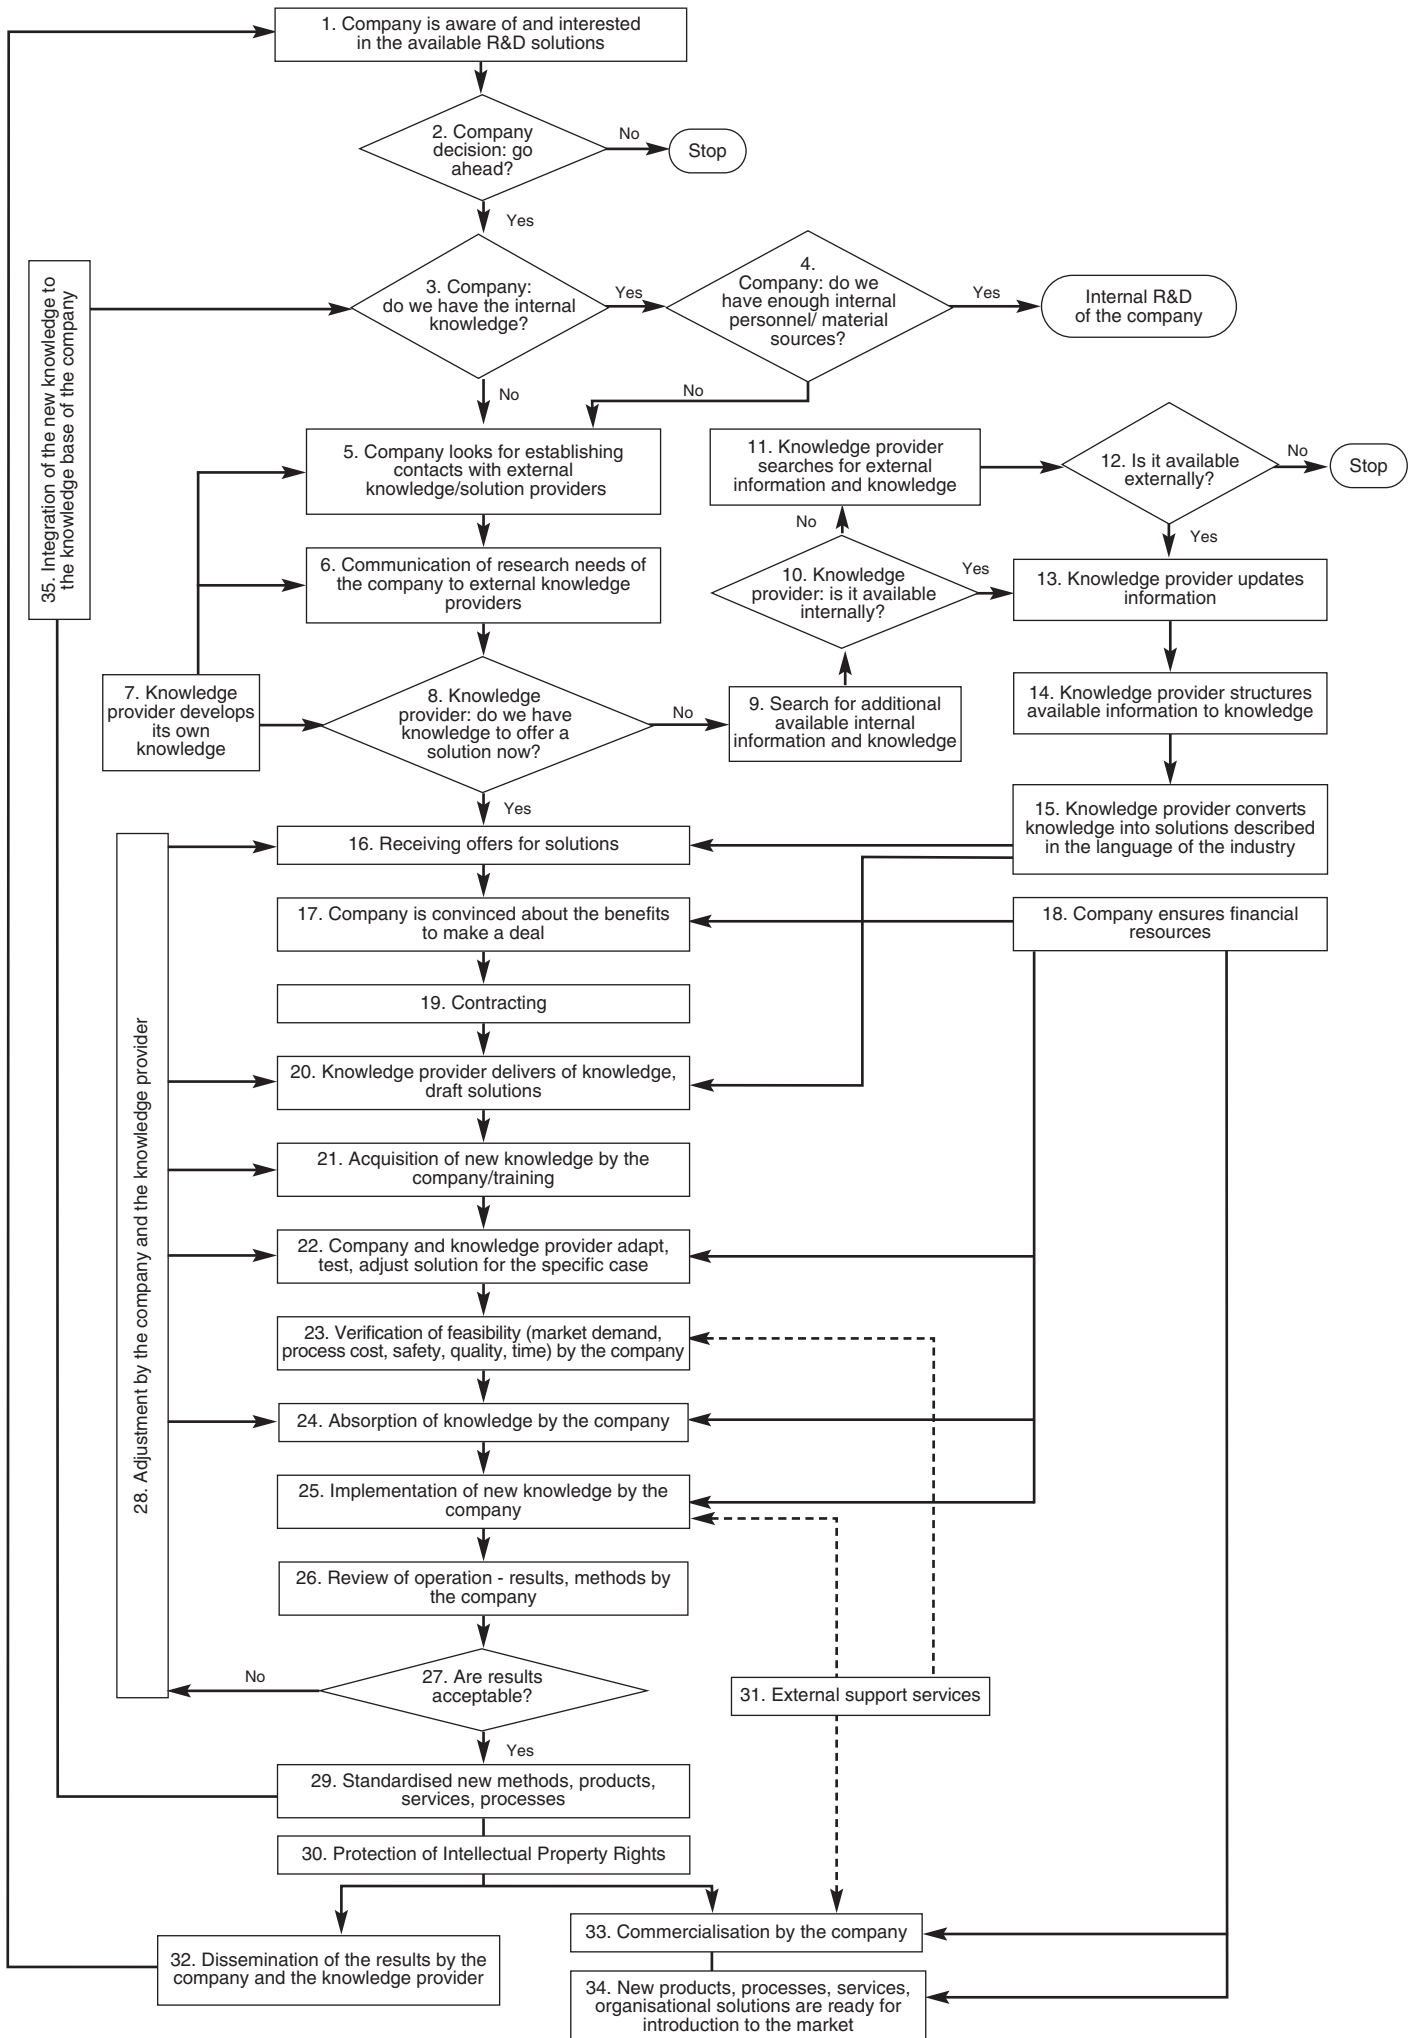 1. Company is aware of and interested
in the available R&D solutions
2. Company
decision: go
ahead?
No
Stop
Yes
3. Company:
do we have the internal
knowledge?
Yes
4.
Company: do we
have enough internal
personnel/ material
sources?
Yes
Internal R&D
of the company
No
No
35. Integration of the new knowledge to
the knowledge base of the company
5. Company looks for establishing
contacts with external
knowledge/solution providers
11. Knowledge provider
searches for external
information and knowledge
12. Is it available
externally?
No
Stop
Yes
No
6. Communication of research needs of
the company to external knowledge
providers
10. Knowledge
provider: is it available
internally?
Yes
13. Knowledge provider updates
information
7. Knowledge
provider develops
its own
knowledge
8. Knowledge
provider: do we have
knowledge to offer a
solution now?
No
9. Search for additional
available internal
information and knowledge
14. Knowledge provider structures
available information to knowledge
Yes
15. Knowledge provider converts
knowledge into solutions described
in the language of the industry
16. Receiving offers for solutions
17. Company is convinced about the benefits
to make a deal
18. Company ensures financial
resources
19. Contracting
28. Adjustment by the company and the knowledge provider
20. Knowledge provider delivers of knowledge,
draft solutions
21. Acquisition of new knowledge by the
company/training
22. Company and knowledge provider adapt,
test, adjust solution for the specific case
23. Verification of feasibility (market demand,
process cost, safety, quality, time) by the company
24. Absorption of knowledge by the company
25. Implementation of new knowledge by the
company
26. Review of operation - results, methods by
the company
27. Are results
acceptable?
No
31. External support services
Yes
29. Standardised new methods, products,
services, processes
30. Protection of Intellectual Property Rights
33. Commercialisation by the company
32. Dissemination of the results by the
company and the knowledge provider
34. New products, processes, services,
organisational solutions are ready for
introduction to the market